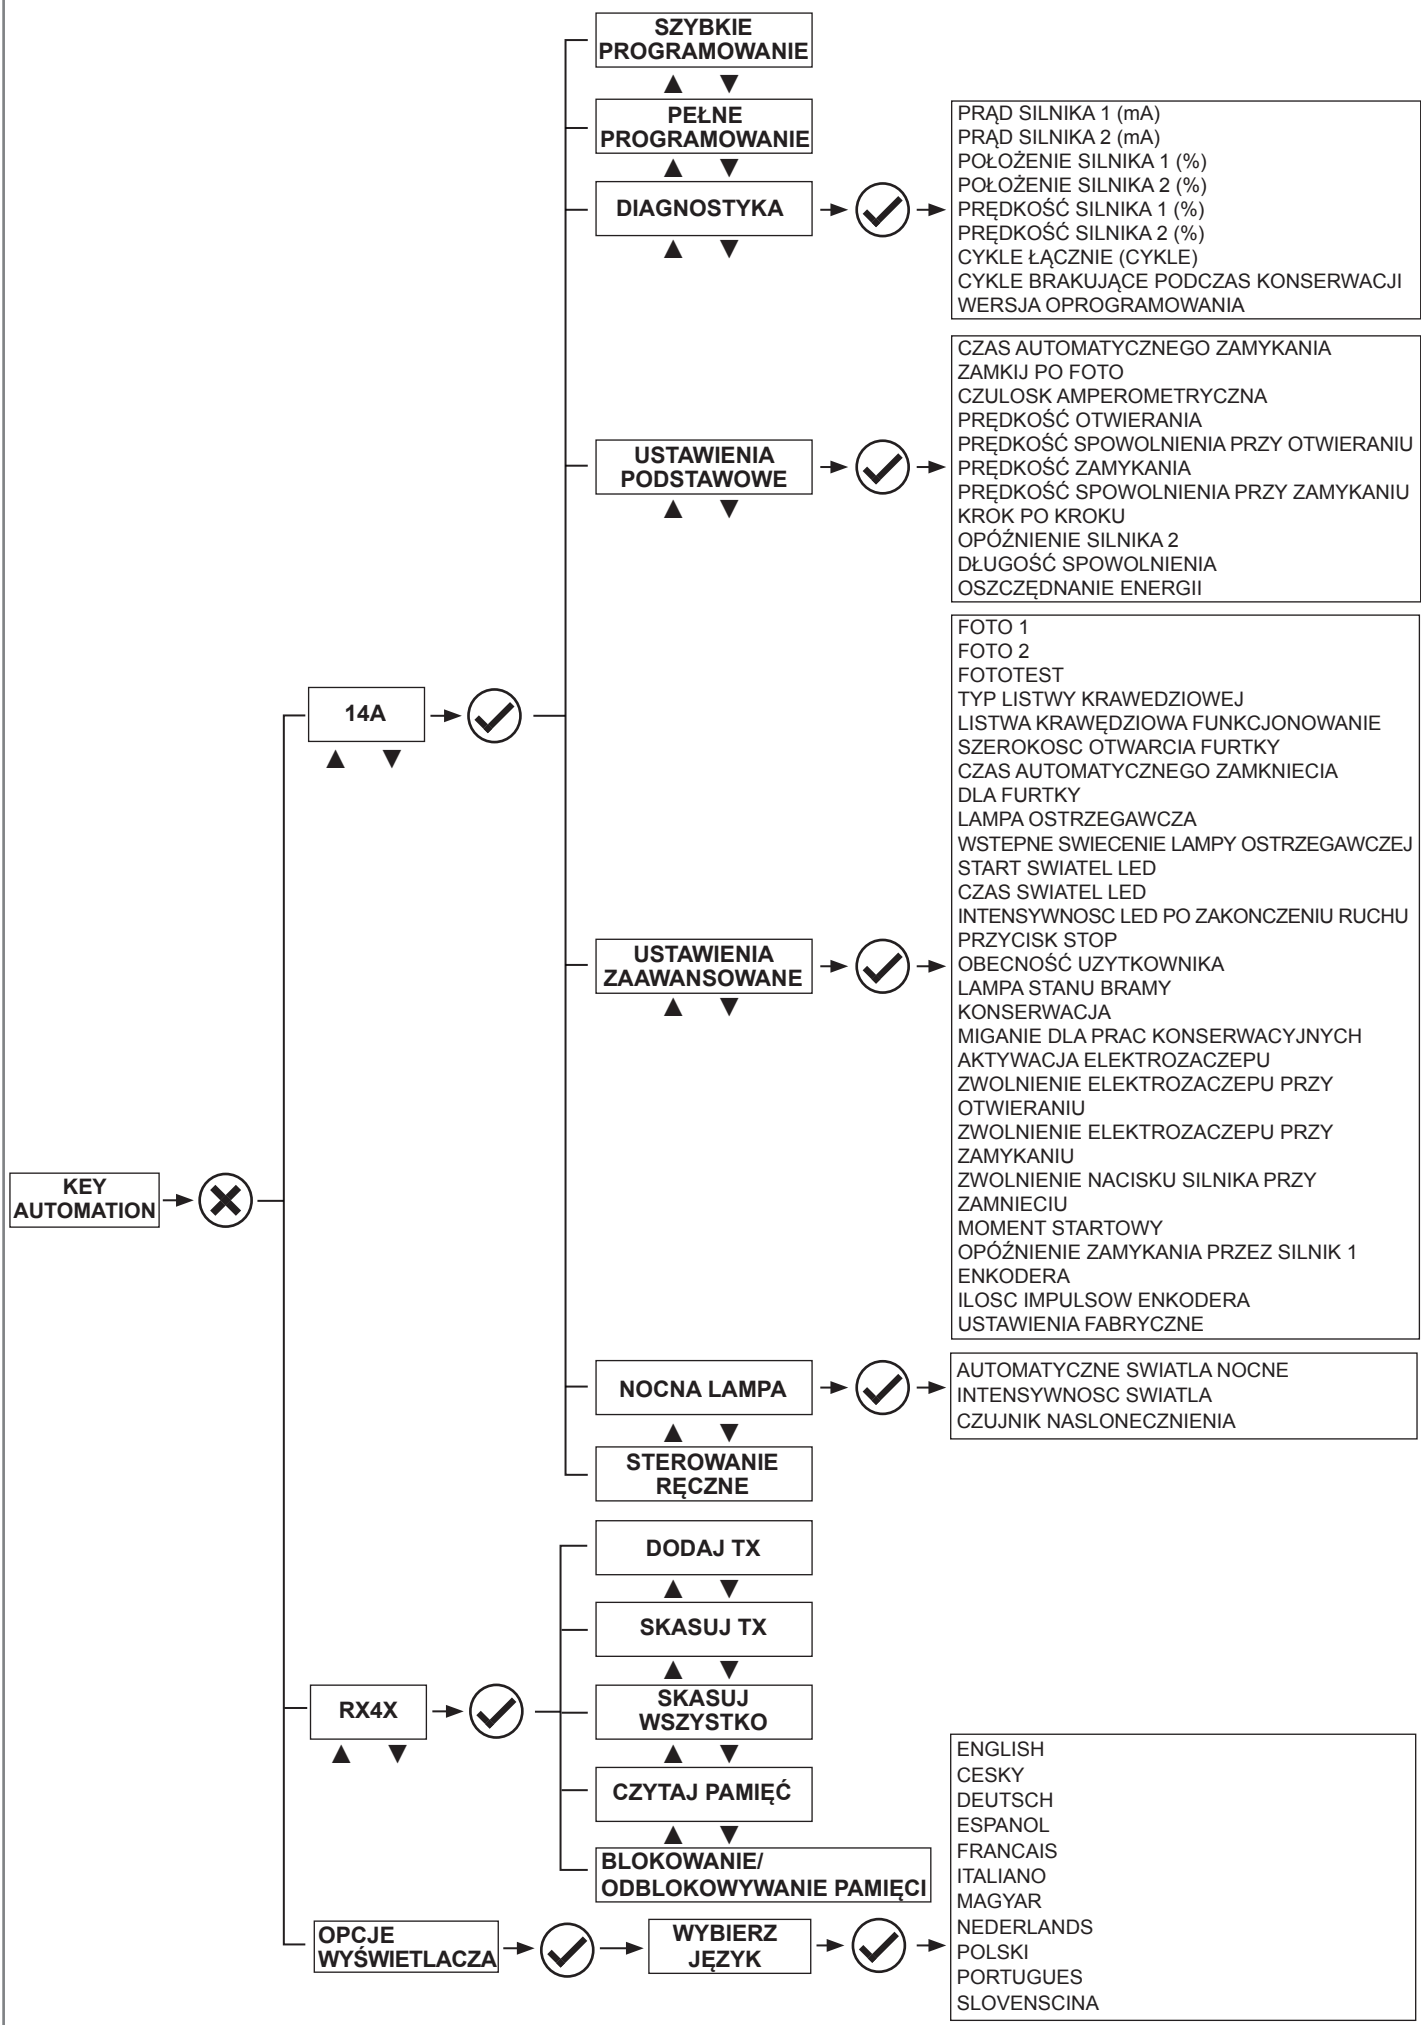 SZYBKIE
PROGRAMOWANIE
PEŁNE
PROGRAMOWANIE
DIAGNOSTYKA
PRĄD SILNIKA 1 (mA)
PRĄD SILNIKA 2 (mA)
POŁOŻENIE SILNIKA 1 (%)
POŁOŻENIE SILNIKA 2 (%)
PRĘDKOŚĆ SILNIKA 1 (%)
PRĘDKOŚĆ SILNIKA 2 (%)
CYKLE ŁĄCZNIE (CYKLE)
CYKLE BRAKUJĄCE PODCZAS KONSERWACJI
WERSJA OPROGRAMOWANIA
USTAWIENIA
PODSTAWOWE
CZAS AUTOMATYCZNEGO ZAMYKANIA
ZAMKIJ PO FOTO
CZULOSK AMPEROMETRYCZNA
PRĘDKOŚĆ OTWIERANIA
PRĘDKOŚĆ SPOWOLNIENIA PRZY OTWIERANIU
PRĘDKOŚĆ ZAMYKANIA
PRĘDKOŚĆ SPOWOLNIENIA PRZY ZAMYKANIU
KROK PO KROKU
OPÓŹNIENIE SILNIKA 2
DŁUGOŚĆ SPOWOLNIENIA
OSZCZĘDNANIE ENERGII
14A
USTAWIENIA
ZAAWANSOWANE
FOTO 1
FOTO 2
FOTOTEST
TYP LISTWY KRAWEDZIOWEJ
LISTWA KRAWĘDZIOWA FUNKCJONOWANIE
SZEROKOSC OTWARCIA FURTKY
CZAS AUTOMATYCZNEGO ZAMKNIECIA
DLA FURTKY
LAMPA OSTRZEGAWCZA
WSTEPNE SWIECENIE LAMPY OSTRZEGAWCZEJ
START SWIATEL LED
CZAS SWIATEL LED
INTENSYWNOSC LED PO ZAKONCZENIU RUCHU
PRZYCISK STOP
OBECNOŚĆ UZYTKOWNIKA
LAMPA STANU BRAMY
KONSERWACJA
MIGANIE DLA PRAC KONSERWACYJNYCH
AKTYWACJA ELEKTROZACZEPU
ZWOLNIENIE ELEKTROZACZEPU PRZY
OTWIERANIU
ZWOLNIENIE ELEKTROZACZEPU PRZY
ZAMYKANIU
ZWOLNIENIE NACISKU SILNIKA PRZY
ZAMNIECIU
MOMENT STARTOWY
OPÓŹNIENIE ZAMYKANIA PRZEZ SILNIK 1
ENKODERA
ILOSC IMPULSOW ENKODERA
USTAWIENIA FABRYCZNE
KEY
AUTOMATION
NOCNA LAMPA
AUTOMATYCZNE SWIATLA NOCNE
INTENSYWNOSC SWIATLA
CZUJNIK NASLONECZNIENIA
STEROWANIE
RĘCZNE
DODAJ TX
SKASUJ TX
RX4X
SKASUJ
WSZYSTKO
CZYTAJ PAMIĘĆ
BLOKOWANIE/
ODBLOKOWYWANIE PAMIĘCI
OPCJE
WYŚWIETLACZA
WYBIERZ
JĘZYK
ENGLISH
CESKY
DEUTSCH
ESPANOL
FRANCAIS
ITALIANO
MAGYAR
NEDERLANDS
POLSKI
PORTUGUES
SLOVENSCINA